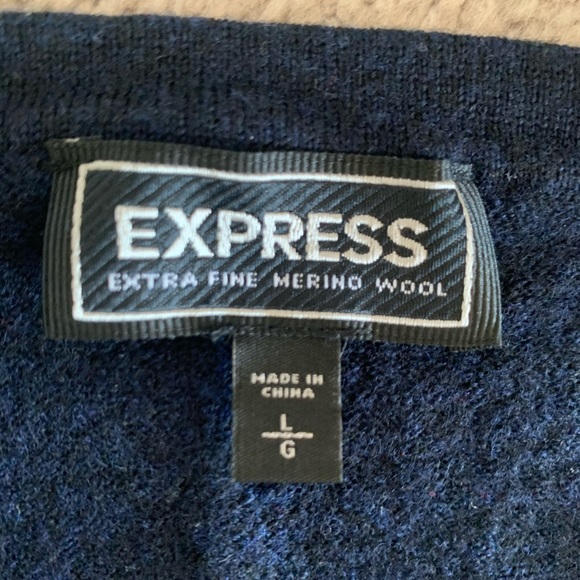 EXPRESS
EXTRA FINE MERINO WOOL
MADE IN
CHINA
L
G